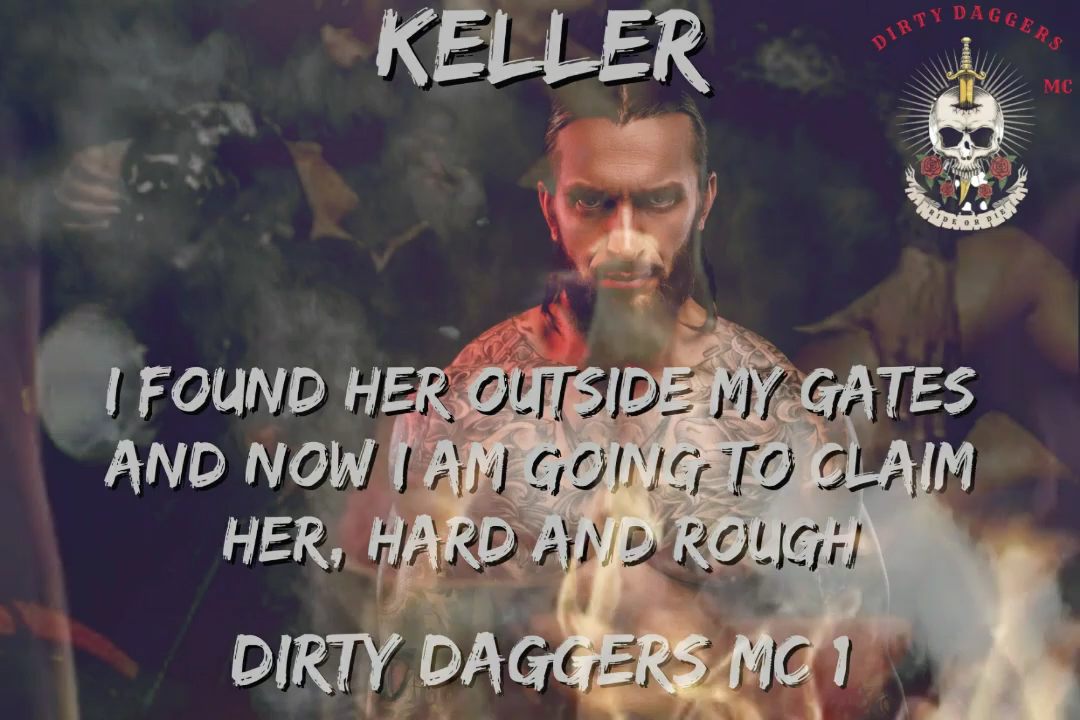 KELLER
DIRTY DAGGERS
MC
RIDE OR DIE
I FOUND HER OUTSIDE MY GATES
AND NOW I AM GOING TO CLAIM
HER, HARD AND ROUGH
DIRTY DAGGERS MC 1